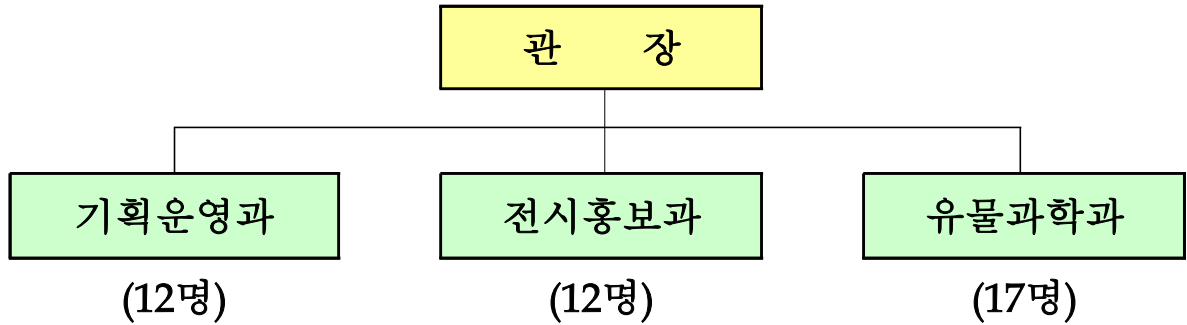 관 장
기획운영과
전시홍보과
유물과학과
(12명)
(12명)
(17명)